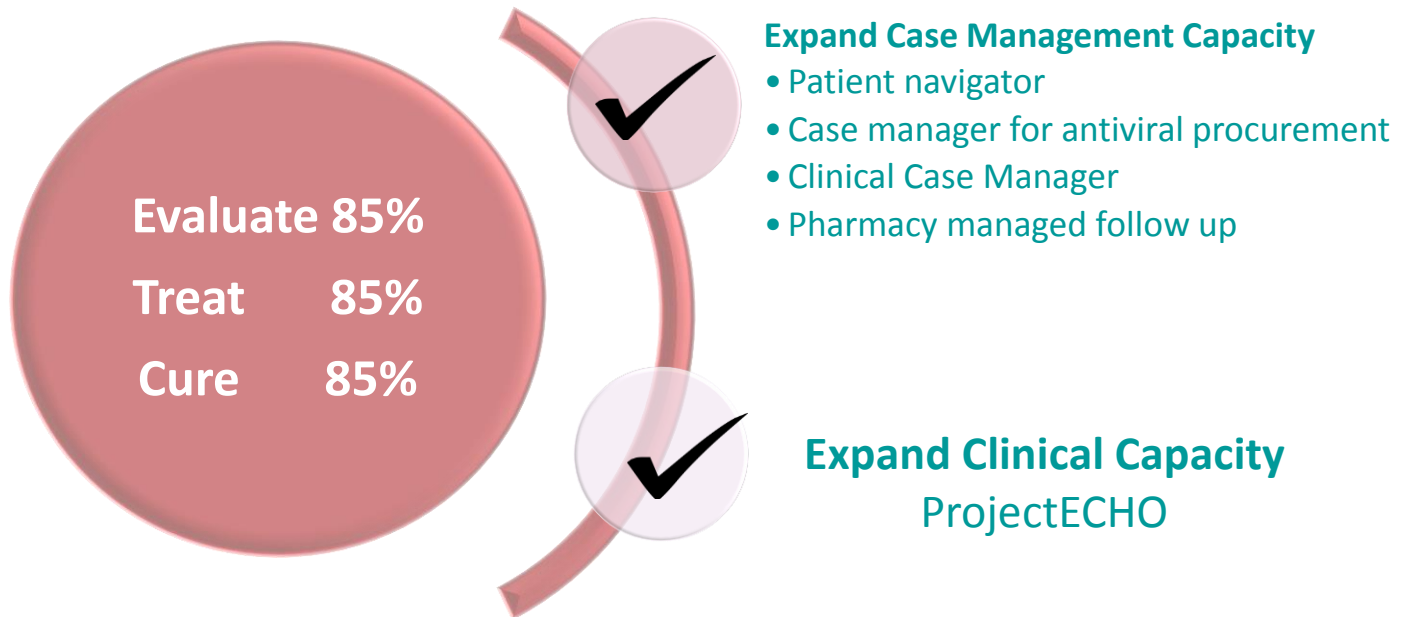 Evaluate 85%
Treat 85%
Cure 85%
Expand Case Management Capacity
• Patient navigator
• Case manager for antiviral procurement
• Clinical Case Manager
• Pharmacy managed follow up
Expand Clinical Capacity
ProjectECHO